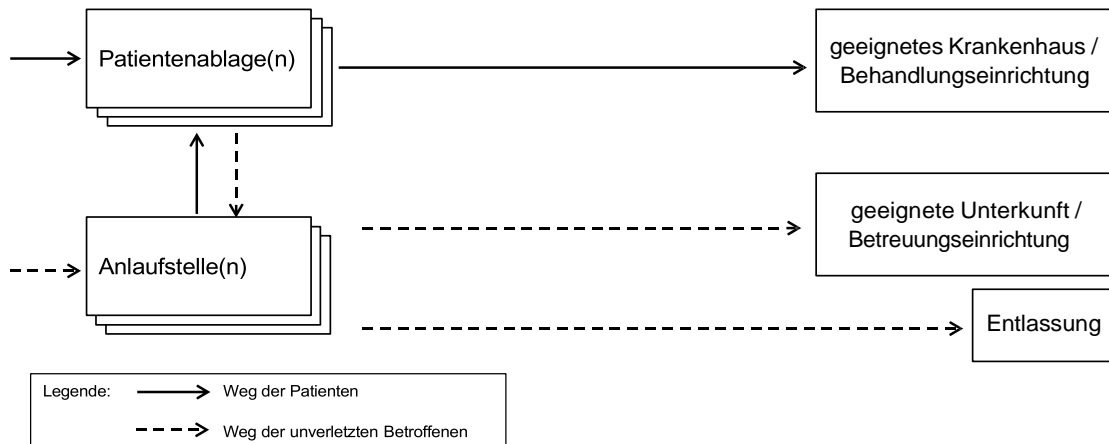 Patientenablage(n)
geeignetes Krankenhaus /
Behandlungseinrichtung
geeignete Unterkunft /
Betreuungseinrichtung
Anlaufstelle(n)
Entlassung
Legende:
Weg der Patienten
Weg der unverletzten Betroffenen